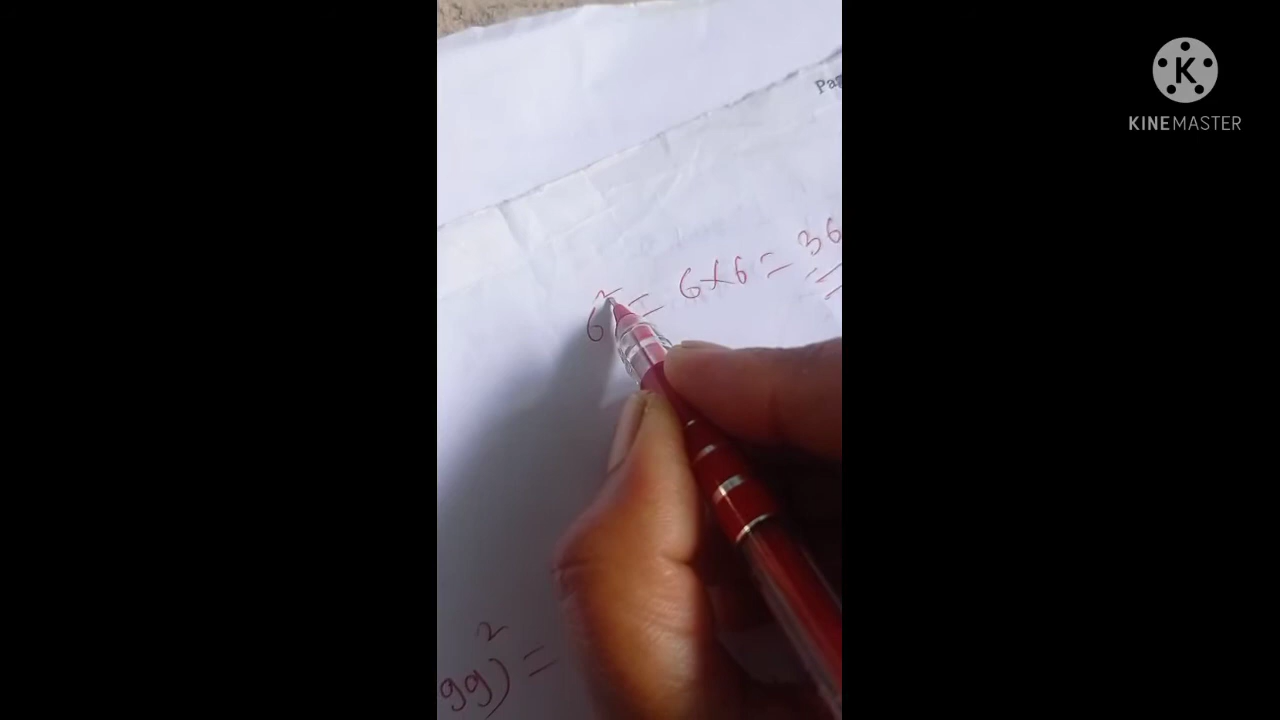 KINEMASTER
6² = 6×6 = 36
99)² =